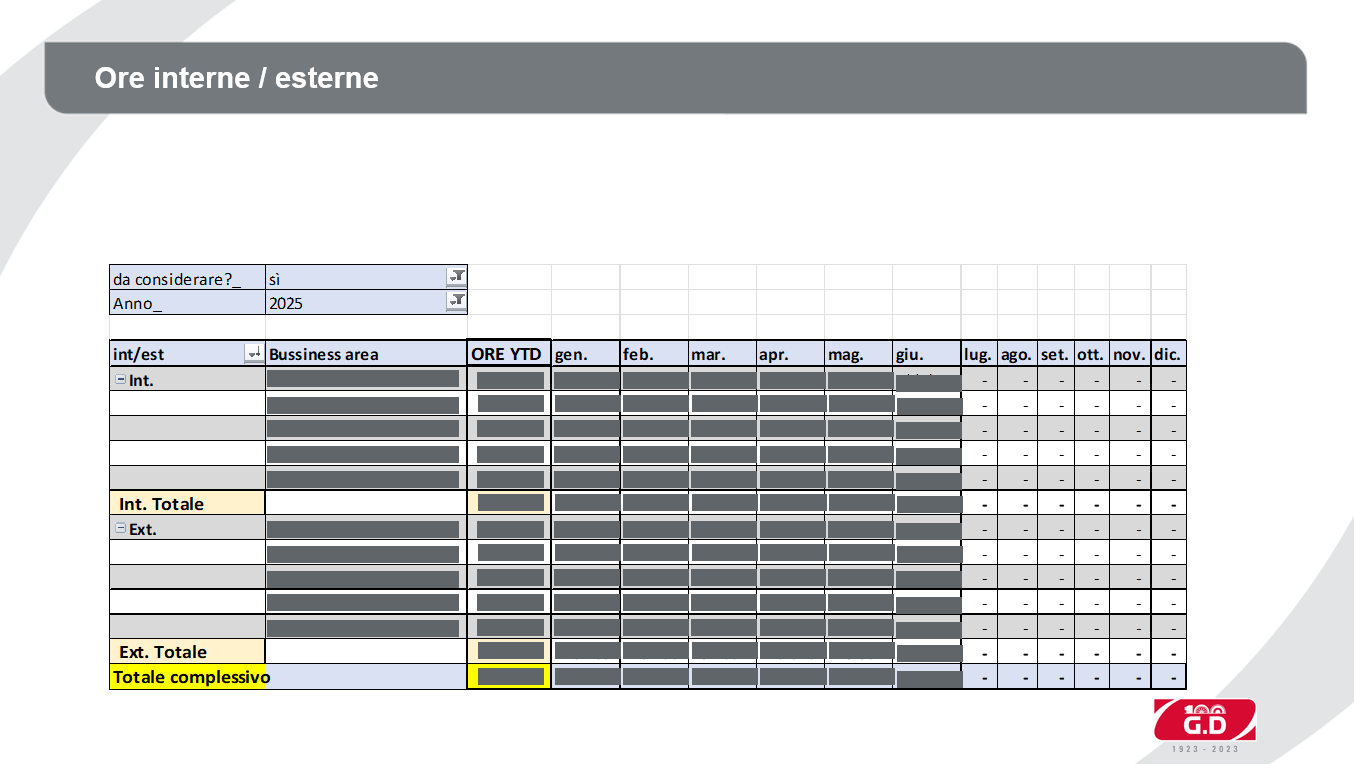 Ore interne / esterne
da considerare?_ sì
Anno_ 2025
int/est Bussiness area ORE YTD gen. feb. mar. apr. mag. giu. lug. ago. set. ott. nov. dic.
Int. - - - - - -
- - - - - -
- - - - - -
- - - - - -
- - - - - -
Int. Totale - - - - - -
Ext. - - - - - -
- - - - - -
- - - - - -
- - - - - -
- - - - - -
Ext. Totale - - - - - -
Totale complessivo - - - - - -
100
G.D
1923 - 2023